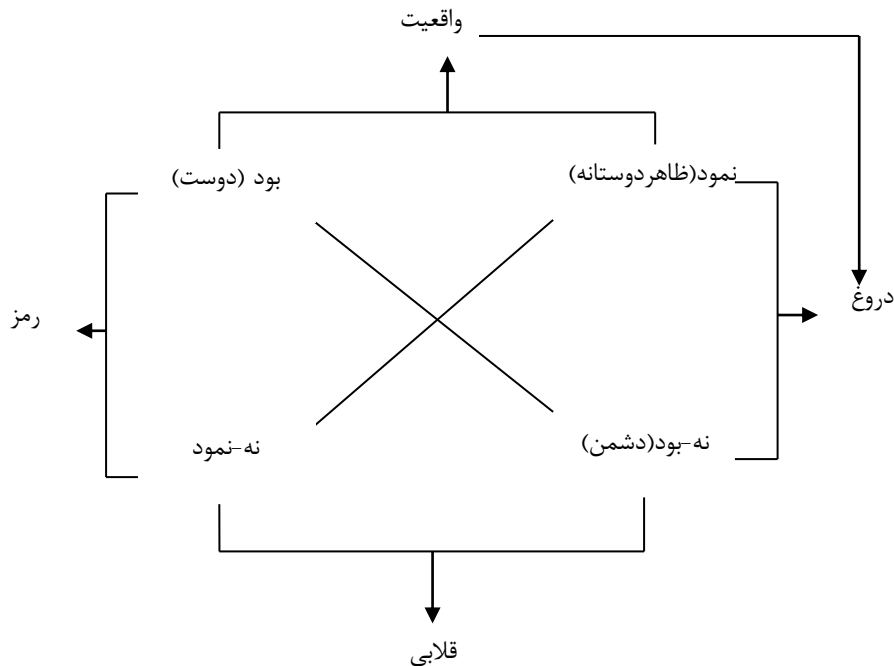 واقعیت
نمود(ظاهردوستانه)
بود (دوست)
دروغ
رمز
نه-بود(دشمن)
نه-نمود
قلابی